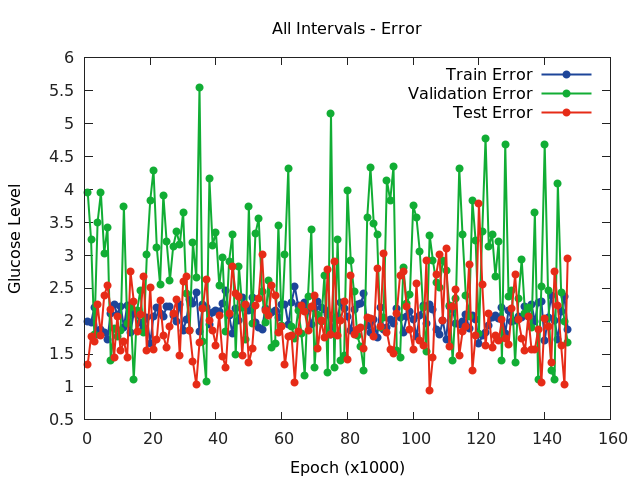 All Intervals - Error
Train Error
Validation Error
Test Error
6
5.5
5
4.5
4
3.5
3
2.5
2
1.5
1
0.5
Glucose Level
0 20 40 60 80 100 120 140 160
Epoch (x1000)